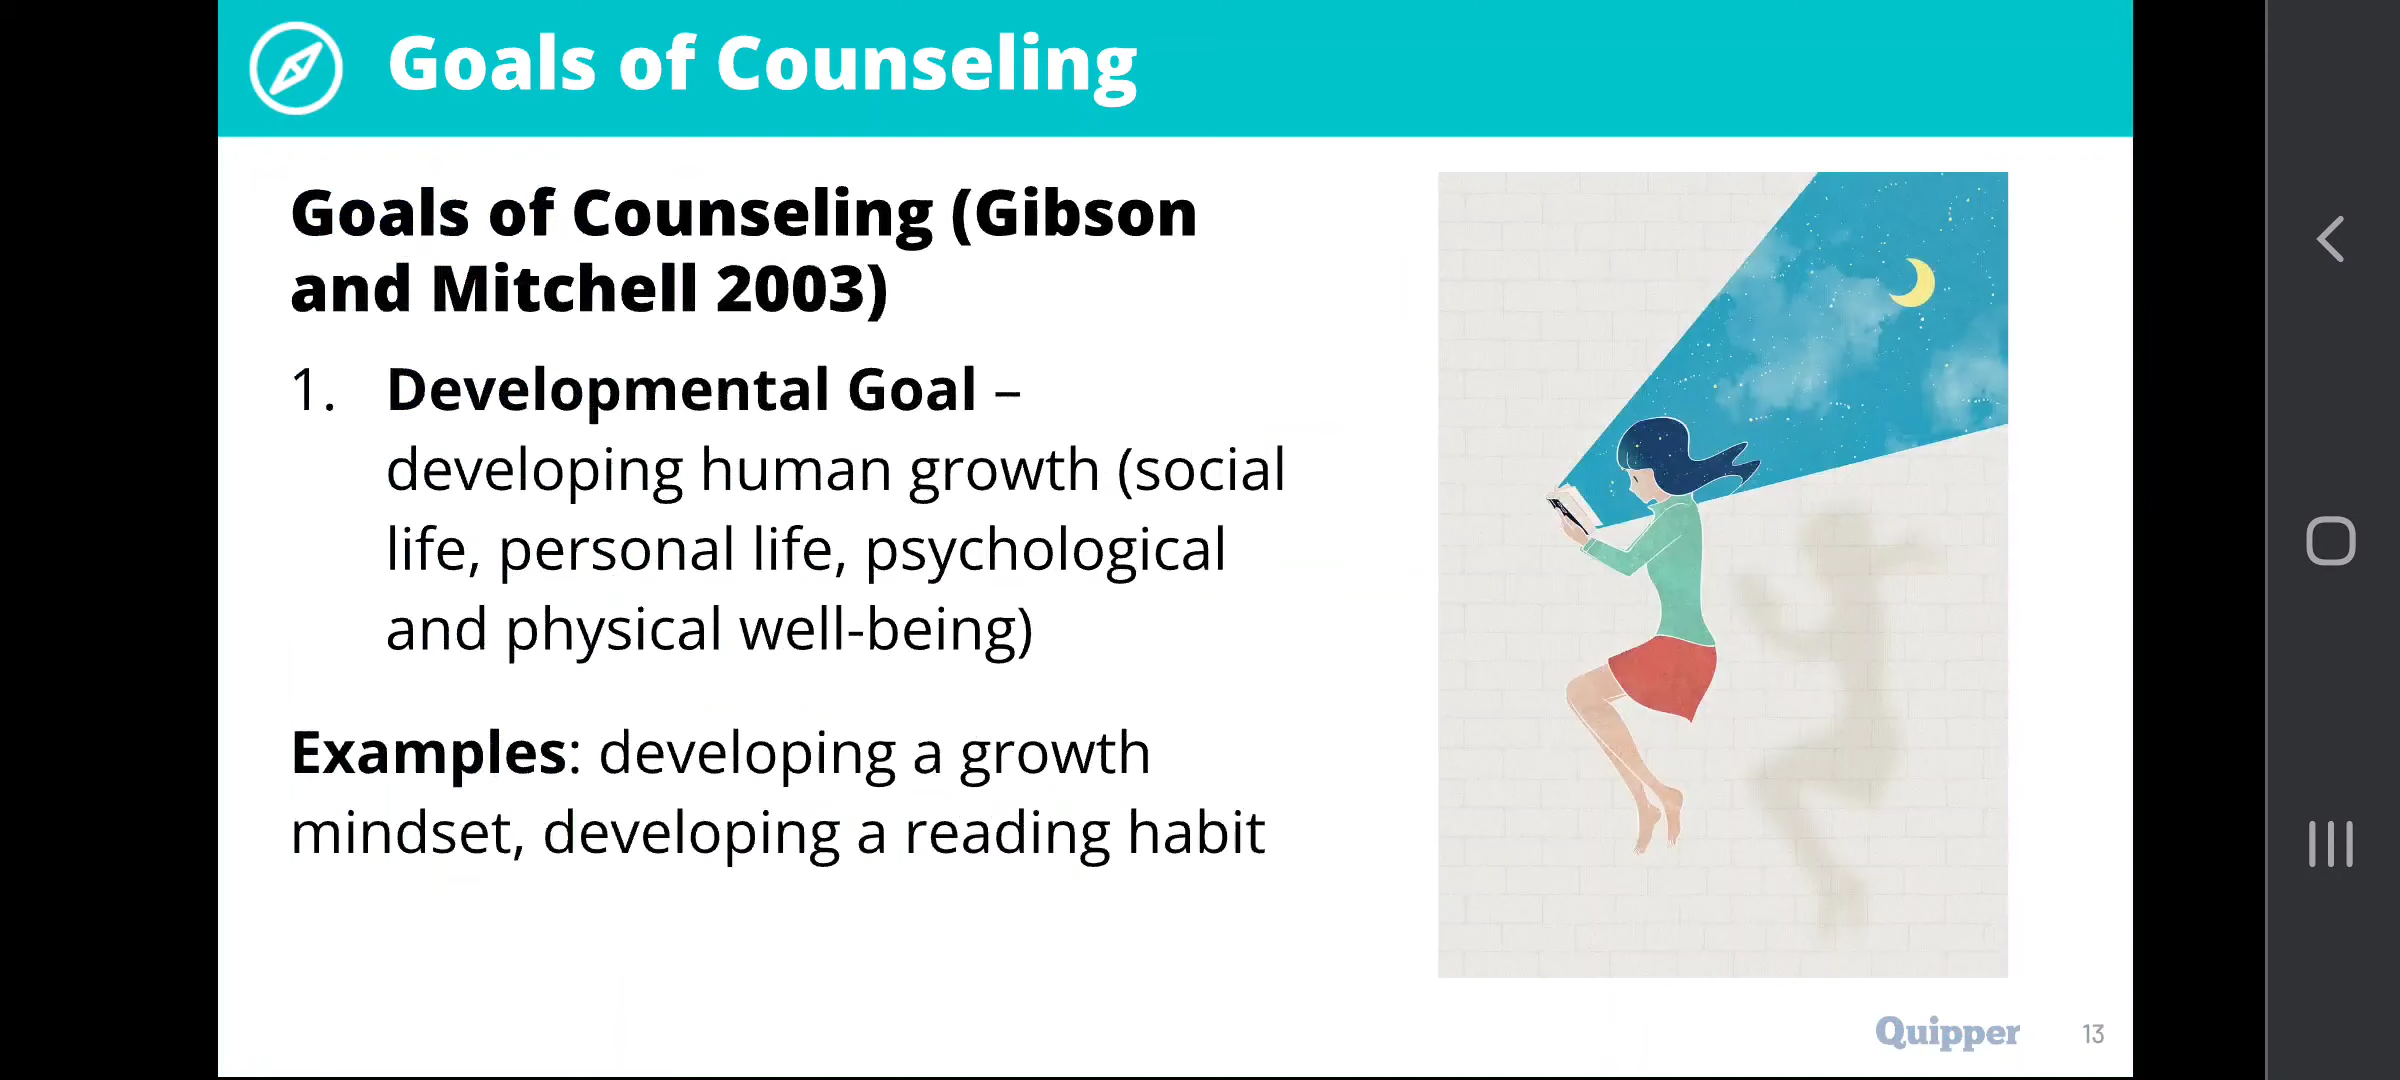 Goals of Counseling
Goals of Counseling (Gibson
and Mitchell 2003)
1. Developmental Goal –
developing human growth (social
life, personal life, psychological
and physical well-being)
Examples: developing a growth
mindset, developing a reading habit
Quipper
13